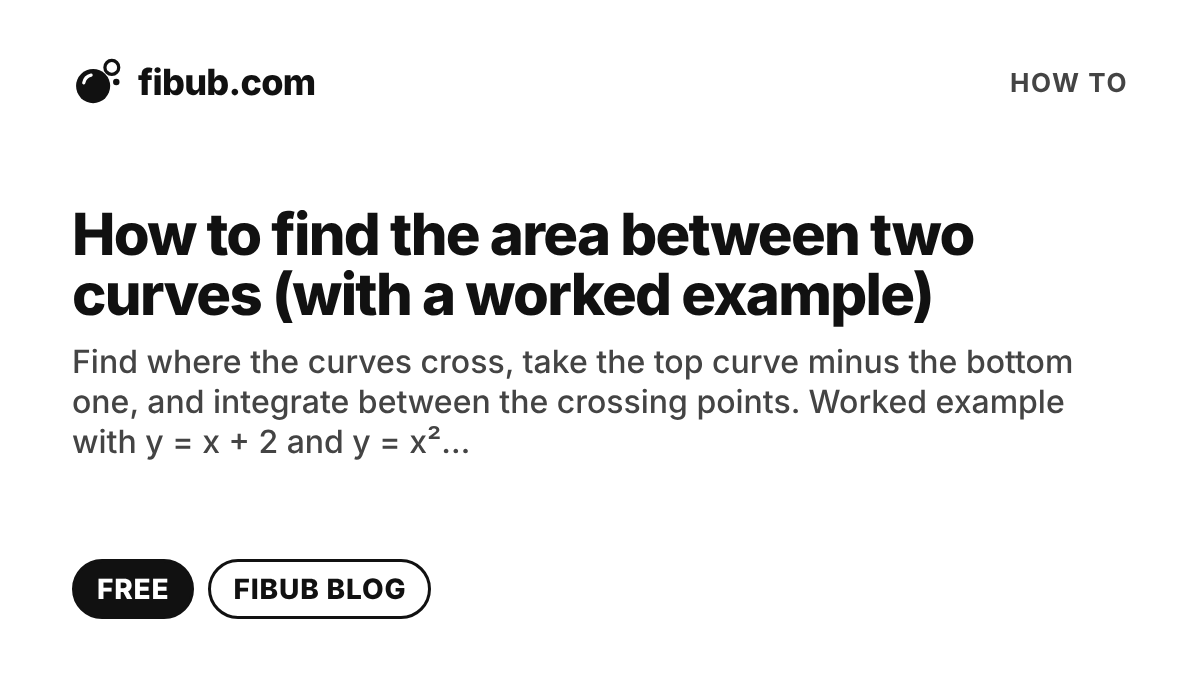 fibub.com
HOW TO
How to find the area between two
curves (with a worked example)
Find where the curves cross, take the top curve minus the bottom
one, and integrate between the crossing points. Worked example
with y = x + 2 and y = x²...
FREE
FIBUB BLOG